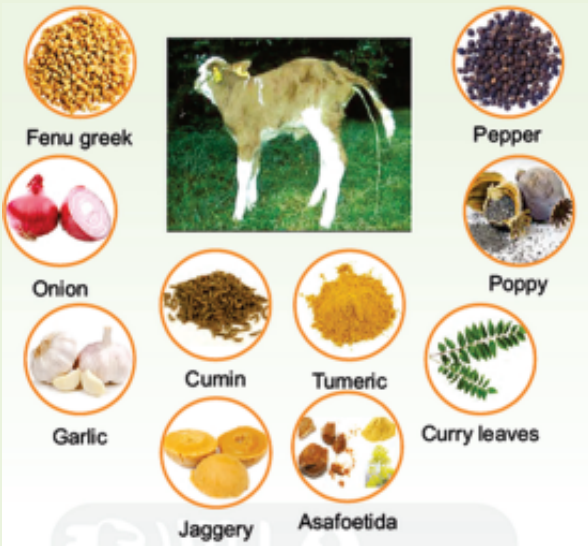 Fenu greek
Pepper
Onion
Poppy
Cumin
Tumeric
Garlic
Curry leaves
Jaggery
Asafoetida